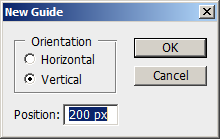 New Guide
Orientation
Horizontal
Vertical
OK
Cancel
Position: 200 px